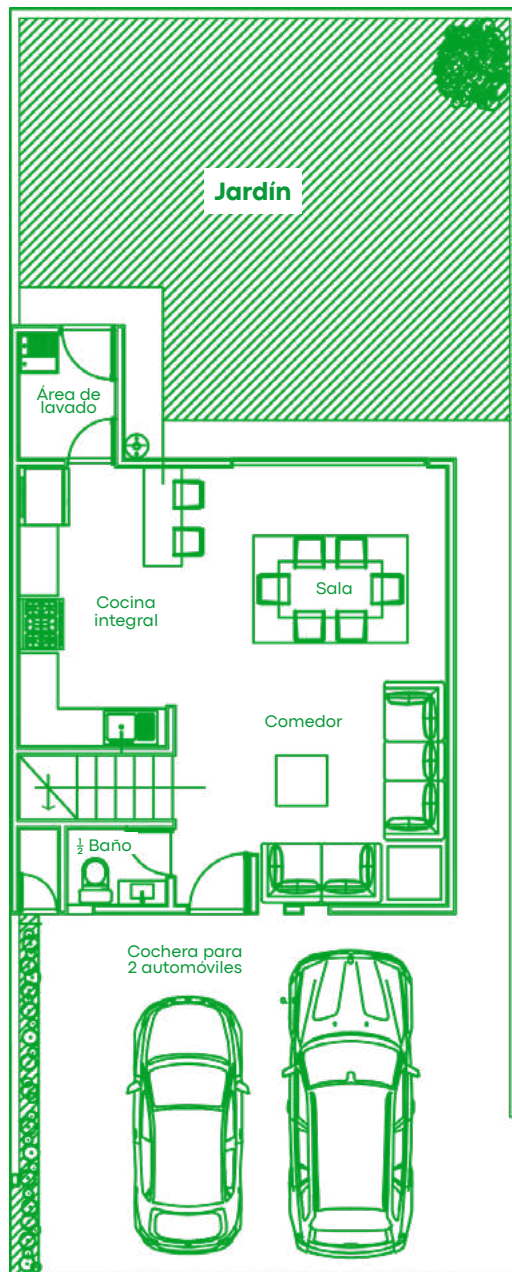 Jardín
Área de
lavado
Cocina
integral
Sala
Comedor
½ Baño
Cochera para
2 automóviles